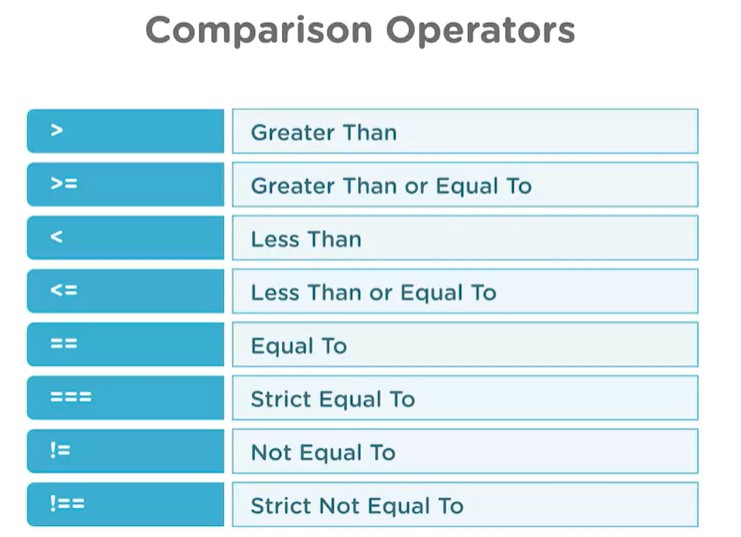 Comparison Operators
> Greater Than
>= Greater Than or Equal To
< Less Than
<= Less Than or Equal To
== Equal To
=== Strict Equal To
!= Not Equal To
!== Strict Not Equal To